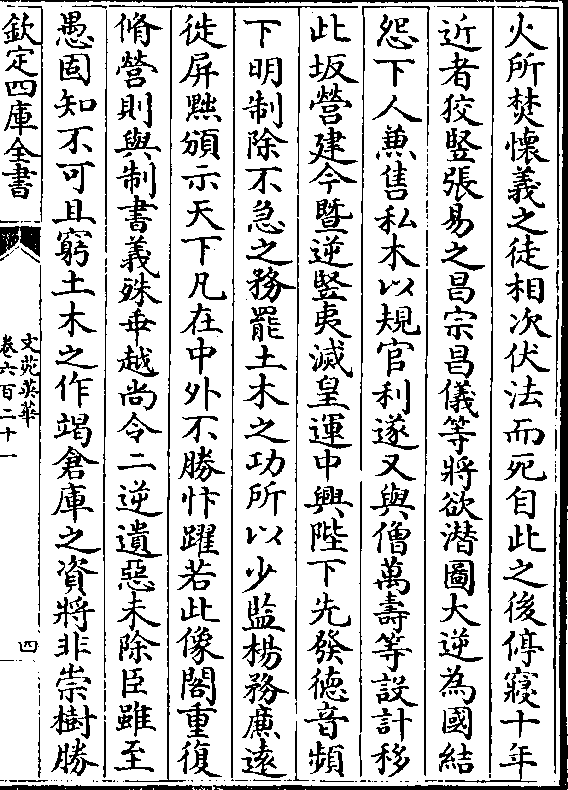 火所焚懐義之徒相次伏法而死自此之後停寢十年
近者狡竪張易之昌宗昌儀等將欲潜圖大逆為國結
怨下人兼售私木以規官利遂又與僧萬壽等設計移
此坂營建今暨逆竪夷滅皇運中興陛下先發徳音頻
下明制除不急之務罷土木之功所以少監楊務廉逺
徙屏黜頒示天下凡在中外不勝忭躍若此像閣重復
脩營則與制書義殊乖越尚令二逆遺惡未除臣雖至
愚固知不可且窮土木之作竭倉庫之資將非崇樹勝
欽定四庫全書
文苑英華
卷六百二十一
四